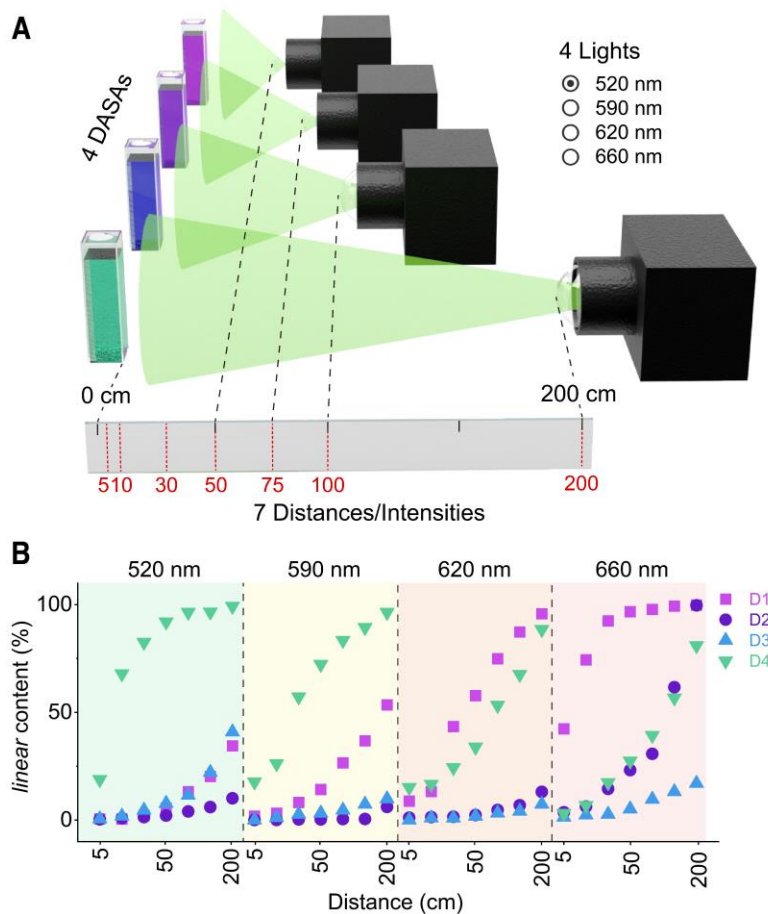 A
4 DASAs
4 Lights
520 nm
590 nm
620 nm
660 nm
0 cm
200 cm
510 30 50 75 100 200
7 Distances/Intensities
B
520 nm 590 nm 620 nm 660 nm
linear content (%)
100
50
0
D1
D2
D3
D4
5 50 200 5 50 200 5 50 200 5 50 200
Distance (cm)